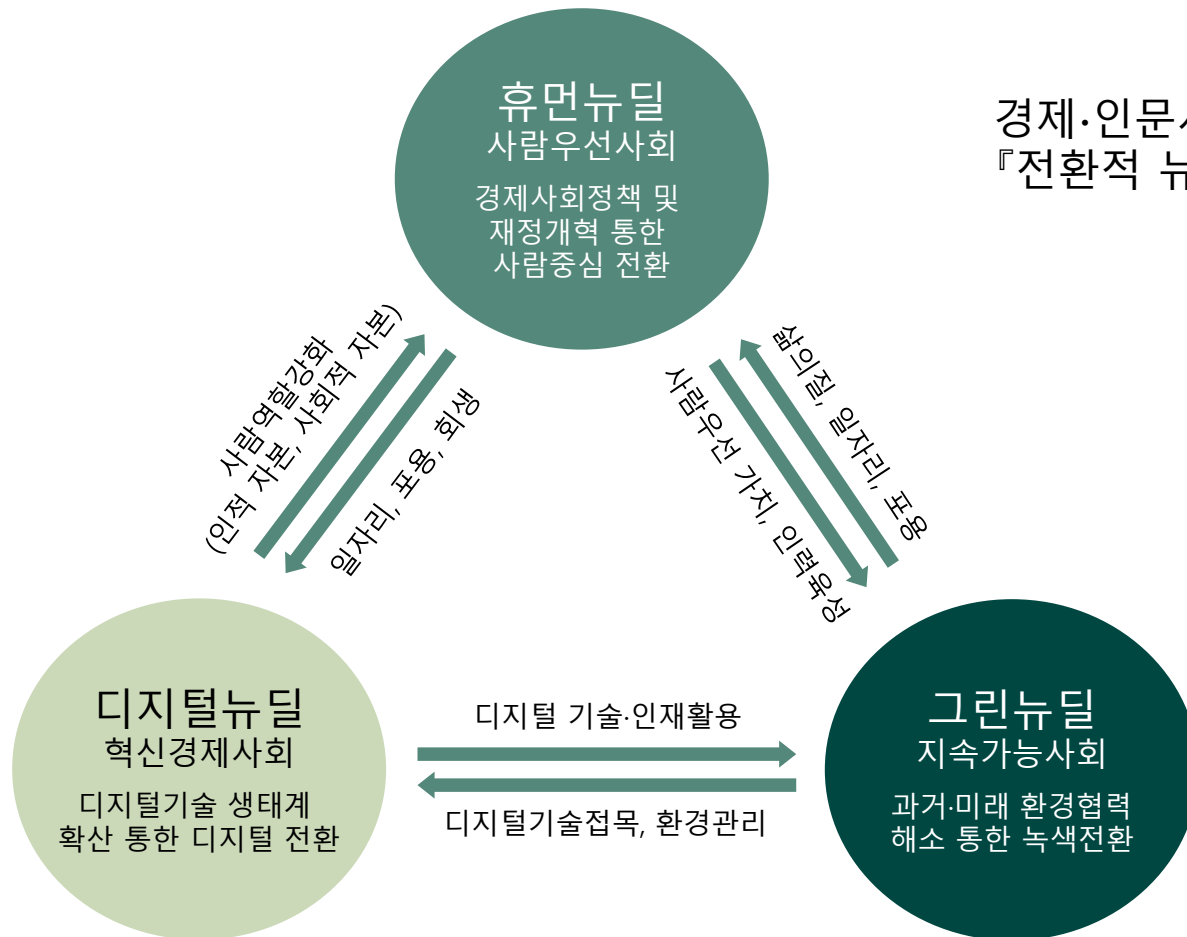 휴먼뉴딜
사람우선사회
경제사회정책 및
재정개혁 통한
사람중심 전환
경제·인문
『전환적
사람역할강화
(인적 자본, 사회적 자본)
일자리, 포용, 회생
삶의질, 일자리, 포용
사람우선 가치, 인력육성
디지털뉴딜
혁신경제사회
디지털기술 생태계
확산 통한 디지털 전환
디지털 기술·인재활용
디지털기술접목, 환경관리
그린뉴딜
지속가능사회
과거·미래 환경협력
해소 통한 녹색전환